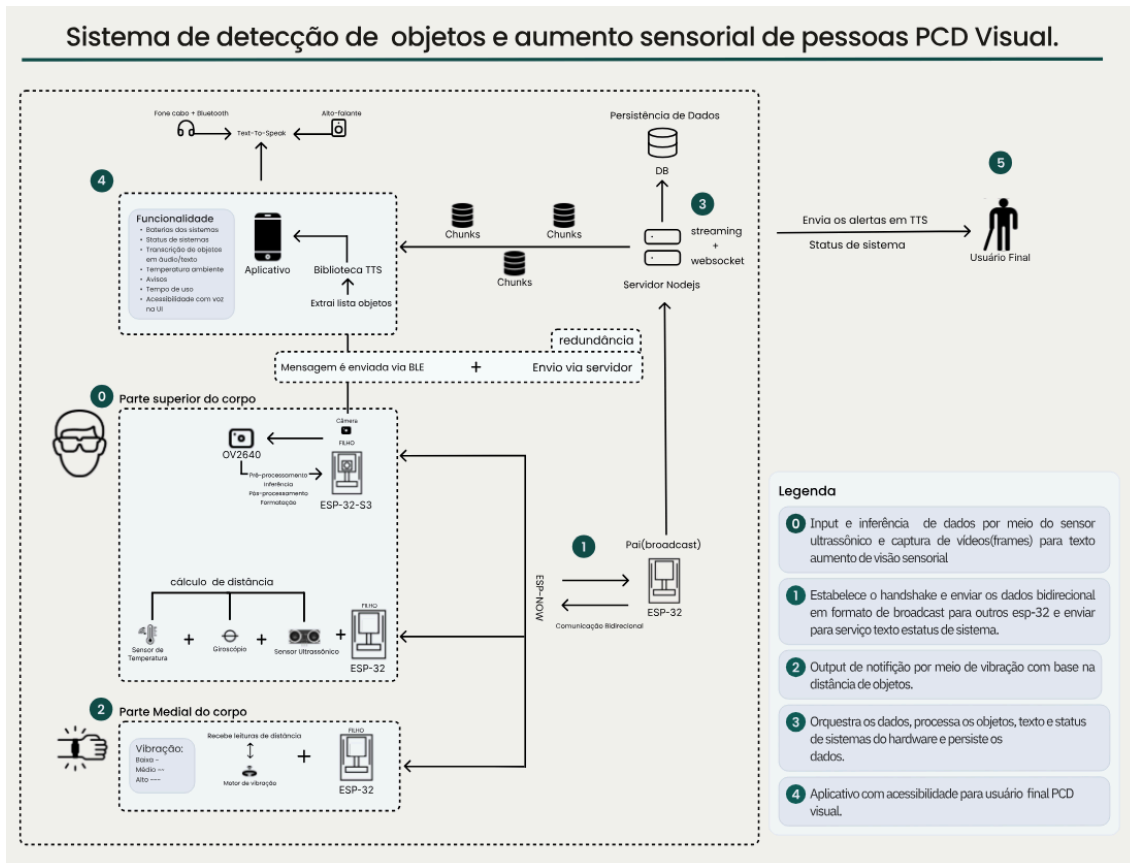 Sistema de detecção de objetos e aumento sensorial de pessoas PCD Visual.
Fone cabo + Bluetooth
Text-To-Speak
Alto-falante
4
Funcionalidade
• Baterias dos sistemas
• Status de sistemas
• Transcrição de objetos
em áudio/texto
• Temperatura ambiente
• Avisos
• Tempo de uso
• Acessibilidade com voz
na UI
Aplicativo
Biblioteca TTS
Extrai lista objetos
Chunks
Chunks
Chunks
Persistência de Dados
DB
3
streaming
+
websocket
Servidor Nodejs
Envia os alertas em TTS
Status de sistema
5
Usuário Final
redundância
Mensagem é enviada via BLE
+
Envio via servidor
0
Parte superior do corpo
Câmera
FILHO
OV2640
Pré-processamento
Inferência
Pós-processamento
Formatação
ESP-32-S3
cálculo de distância
Sensor de
Temperatura
+
Giroscópio
+
Sensor Ultrassônico
+
FILHO
ESP-32
ESP-NOW
1
Comunicação Bidirecional
Pai(broadcast)
ESP-32
2
Parte Medial do corpo
Vibração:
Baixa -
Médio --
Alto ---
Recebe leituras de distância
Motor de vibração
+
FILHO
ESP-32
Legenda
0 Input e inferência de dados por meio do sensor
ultrassônico e captura de vídeos(frames) para texto
aumento de visão sensorial
1 Estabelece o handshake e enviar os dados bidirecional
em formato de broadcast para outros esp-32 e enviar
para serviço texto estatus de sistema.
2 Output de notifição por meio de vibração com base na
distância de objetos.
3 Orquestra os dados, processa os objetos, texto e status
de sistemas do hardware e persiste os
dados.
4 Aplicativo com acessibilidade para usuário final PCD
visual.